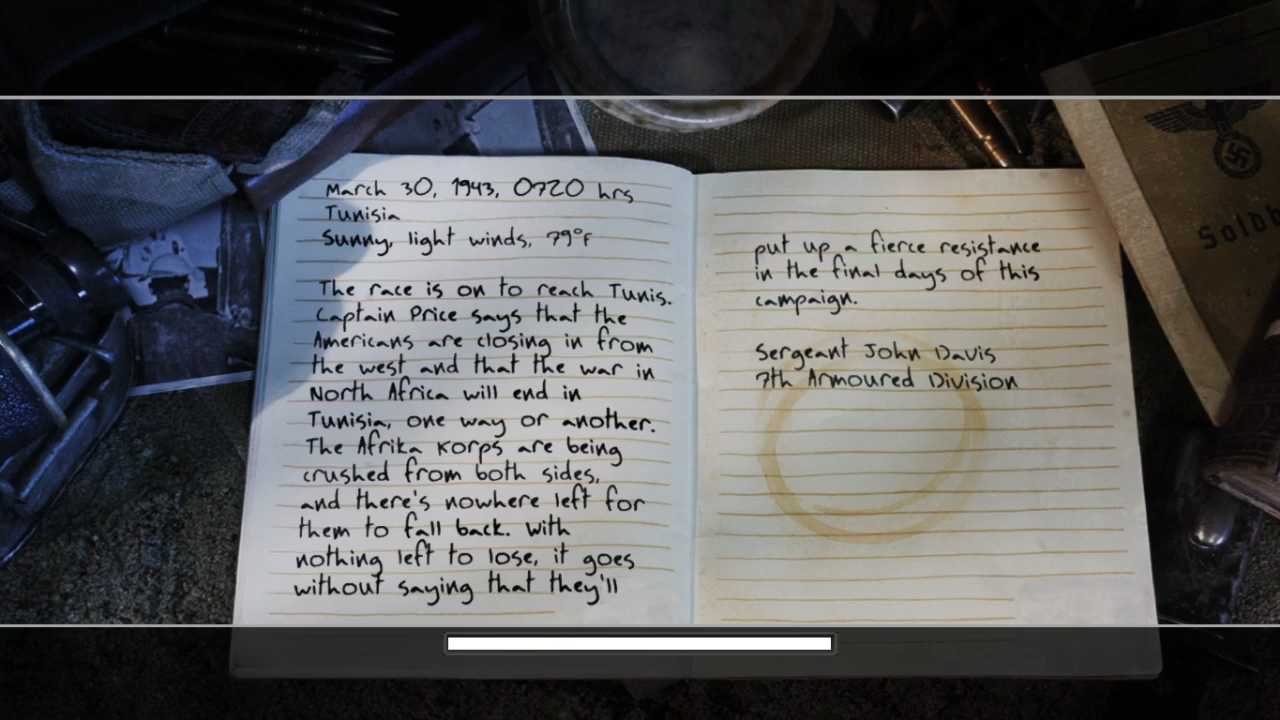 March 30, 1943, 0720 hrs
Tunisia
Sunny, light winds, 79°F
The race is on to reach Tunis.
Captain Price says that the
Americans are closing in from
the west and that the war in
North Africa will end in
Tunisia, one way or another.
The Afrika Korps are being
crushed from both sides,
and there's nowhere left for
them to fall back. With
nothing left to lose, it goes
without saying that they'll
put up a fierce resistance
in the final days of this
campaign.
Sergeant John Davis
7th Armoured Division